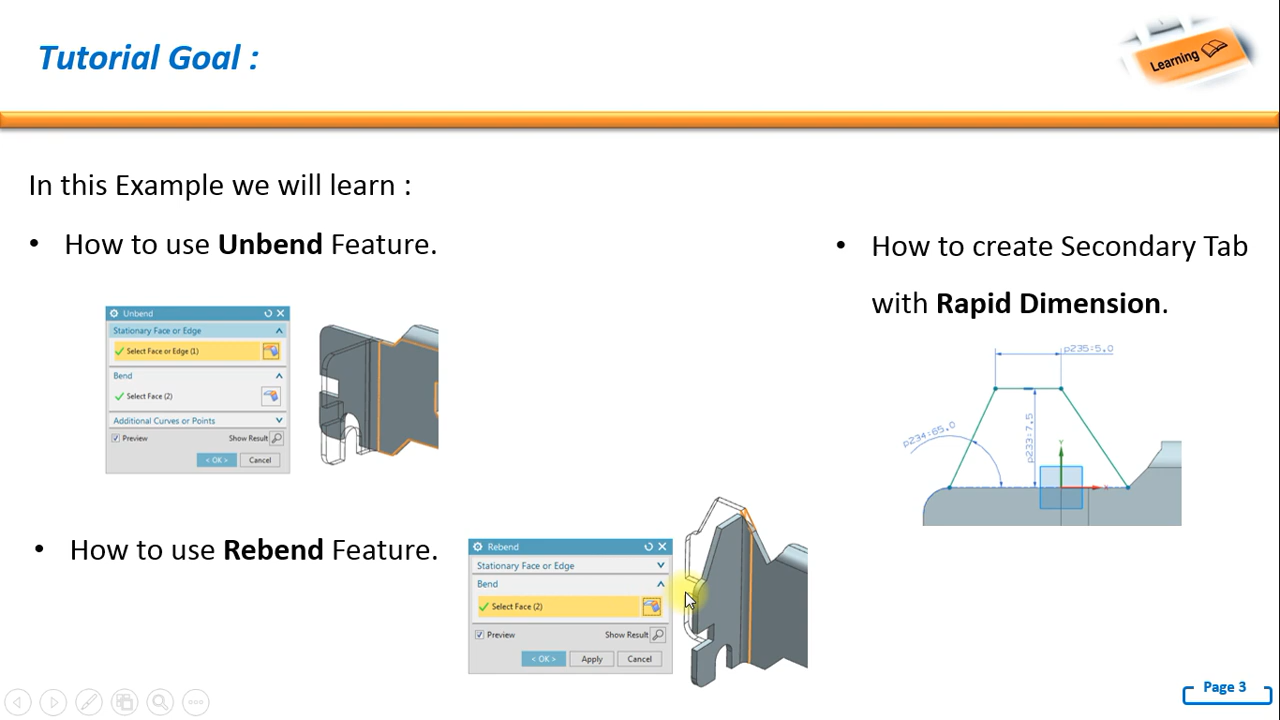 Tutorial Goal :
Learning
In this Example we will learn :
• How to use Unbend Feature.
Unbend
Stationary Face or Edge
Select Face or Edge (1)
Bend
Select Face (2)
Additional Curves or Points
Preview
Show Result
< OK >
Cancel
• How to use Rebend Feature.
Rebend
Stationary Face or Edge
Bend
Select Face (2)
Preview
Show Result
< OK >
Apply
Cancel
• How to create Secondary Tab
with Rapid Dimension.
p235=5.0
p234=65.0
p233=7.5
Y
X
Page 3